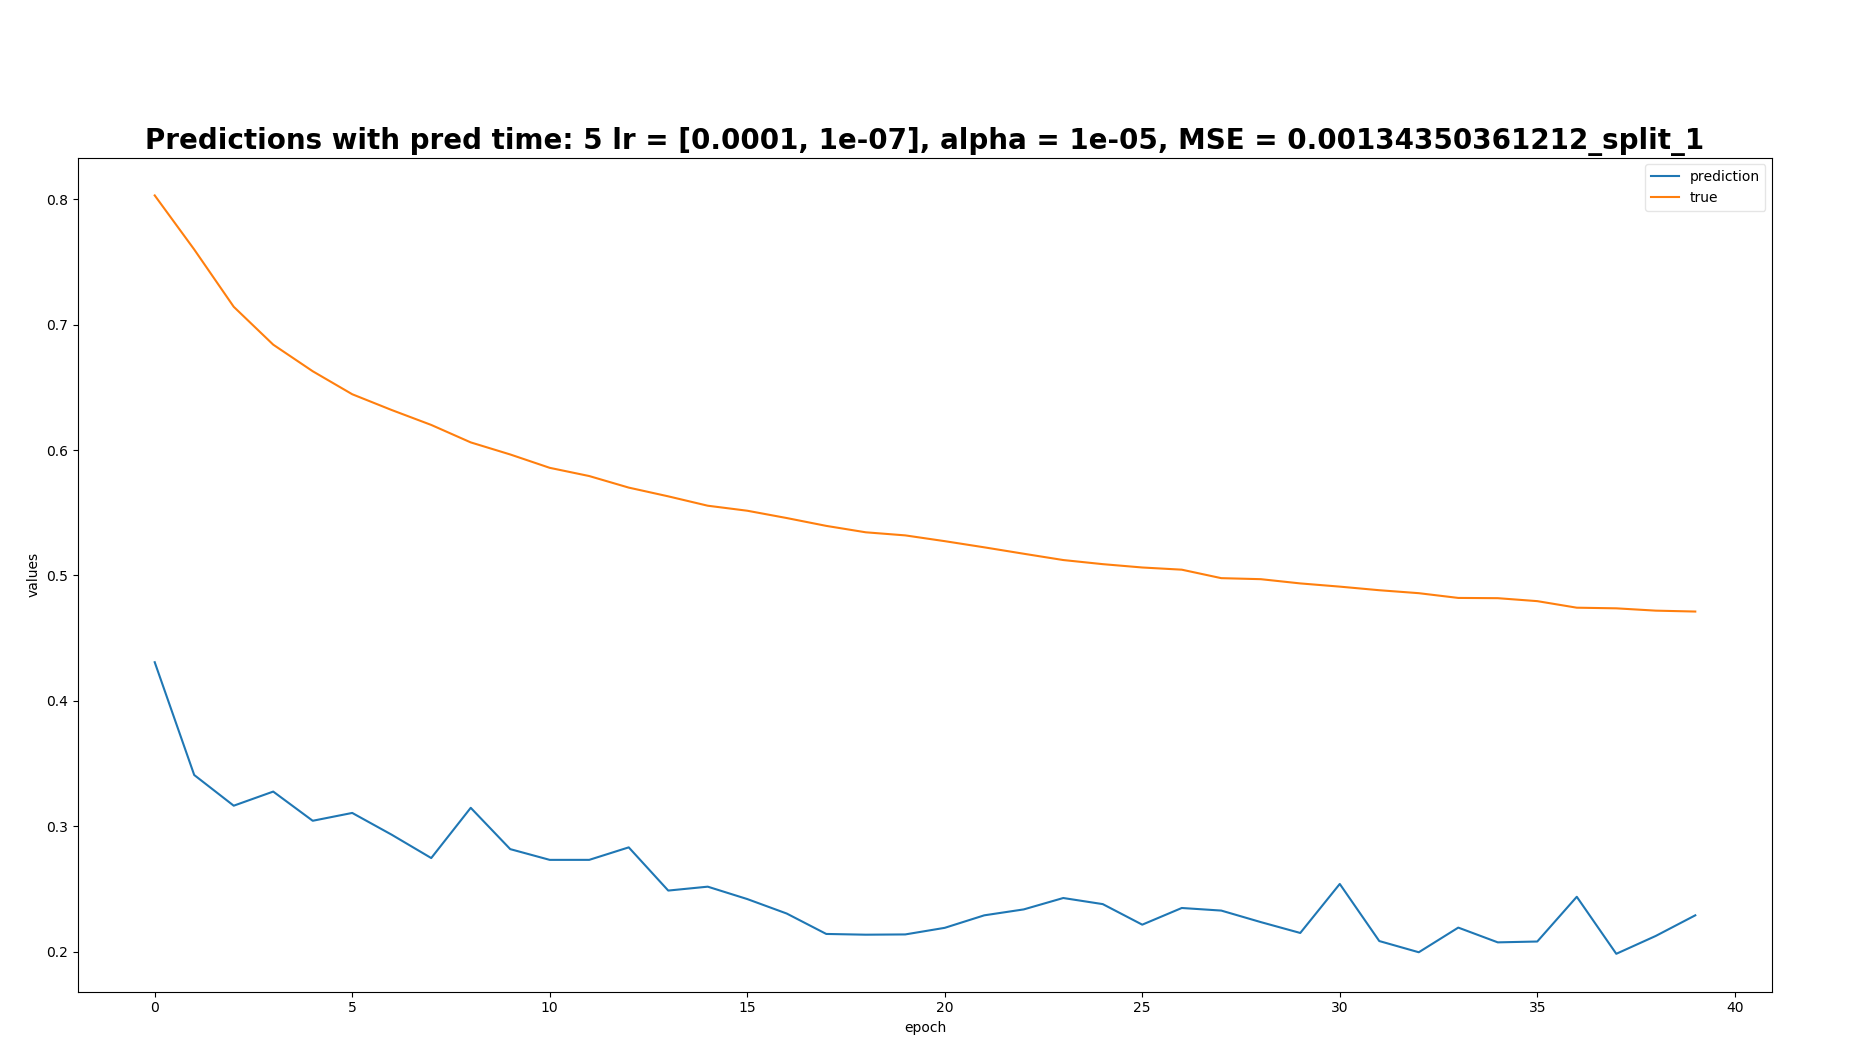 Predictions with pred time: 5 lr = [0.0001, 1e-07], alpha = 1e-05, MSE = 0.00134350361212_split_1
prediction
true
0.8
0.7
0.6
0.5
0.4
0.3
0.2
values
0 5 10 15 20 25 30 35 40
epoch